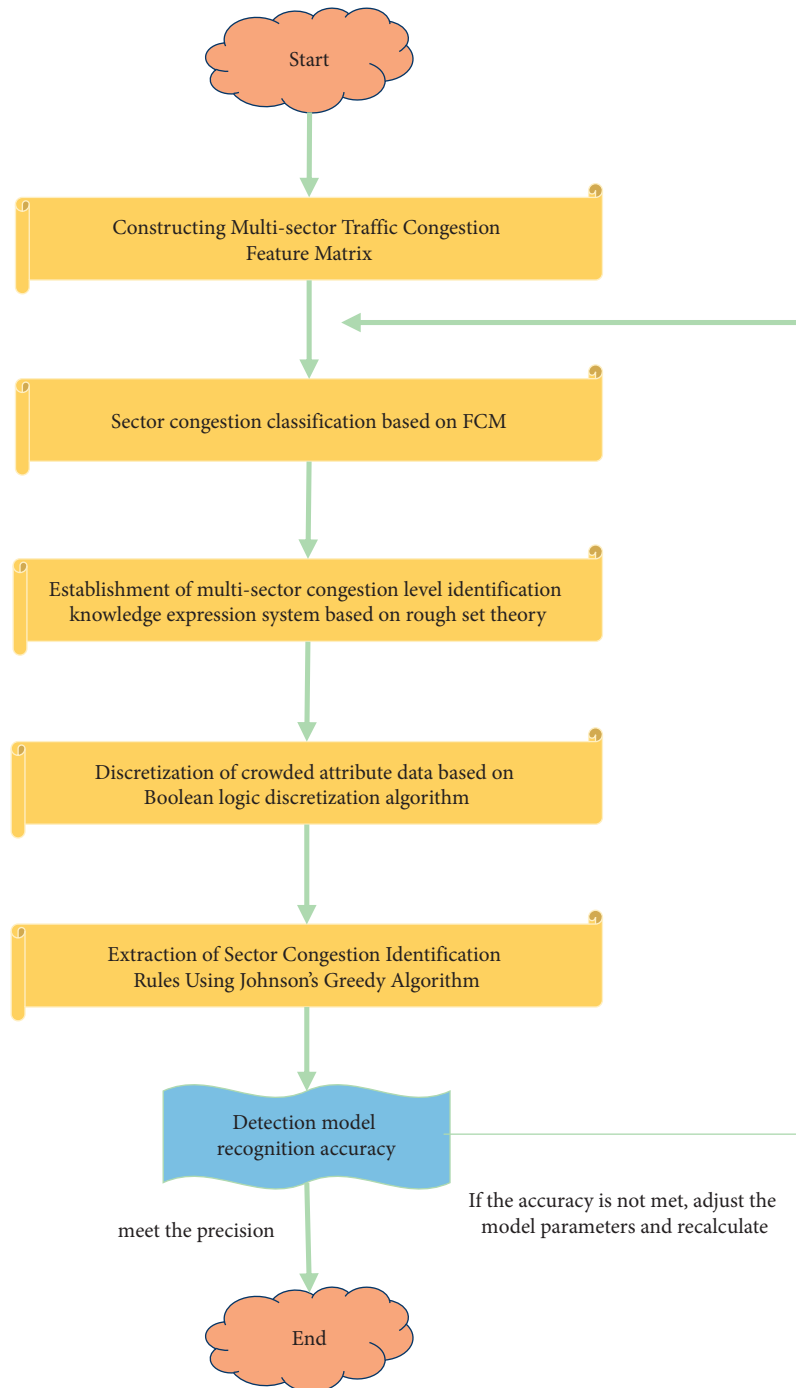 Start
Constructing Multi-sector Traffic Congestion
Feature Matrix
Sector congestion classification based on FCM
Establishment of multi-sector congestion level identification
knowledge expression system based on rough set theory
Discretization of crowded attribute data based on
Boolean logic discretization algorithm
Extraction of Sector Congestion Identification
Rules Using Johnson's Greedy Algorithm
Detection model
recognition accuracy
If the accuracy is not met, adjust the
model parameters and recalculate
meet the precision
End